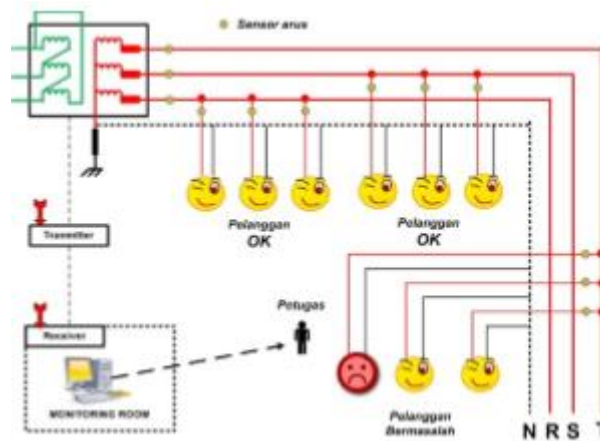 Sensor arus
Pelanggan
OK
Pelanggan
OK
Transmitter
Petugas
Receiver
MONITORING ROOM
Pelanggan
Bermasalah
N R S T